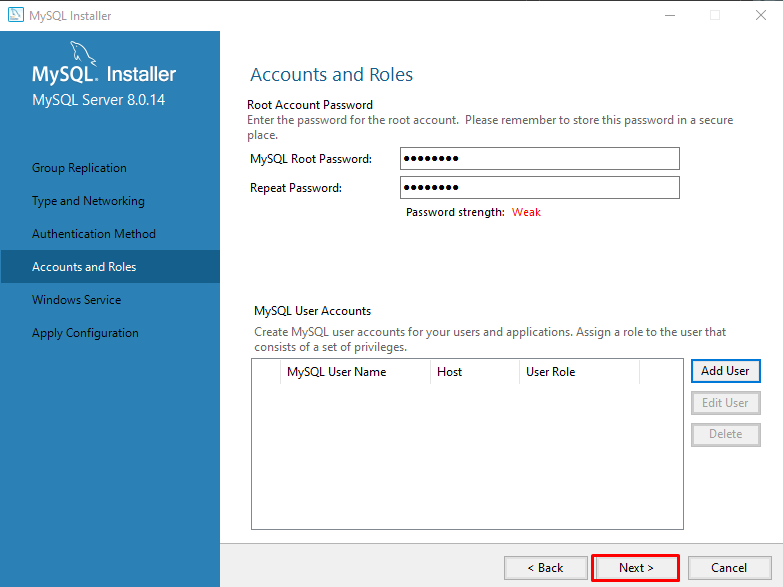 MySQL Installer
MySQL® Installer
MySQL Server 8.0.14
Group Replication
Type and Networking
Authentication Method
Accounts and Roles
Windows Service
Apply Configuration
Accounts and Roles
Root Account Password
Enter the password for the root account. Please remember to store this password in a secure
place.
MySQL Root Password: ●●●●●●●●
Repeat Password: ●●●●●●●●
Password strength: Weak
MySQL User Accounts
Create MySQL user accounts for your users and applications. Assign a role to the user that
consists of a set of privileges.
MySQL User Name Host User Role
Add User
Edit User
Delete
< Back Next > Cancel